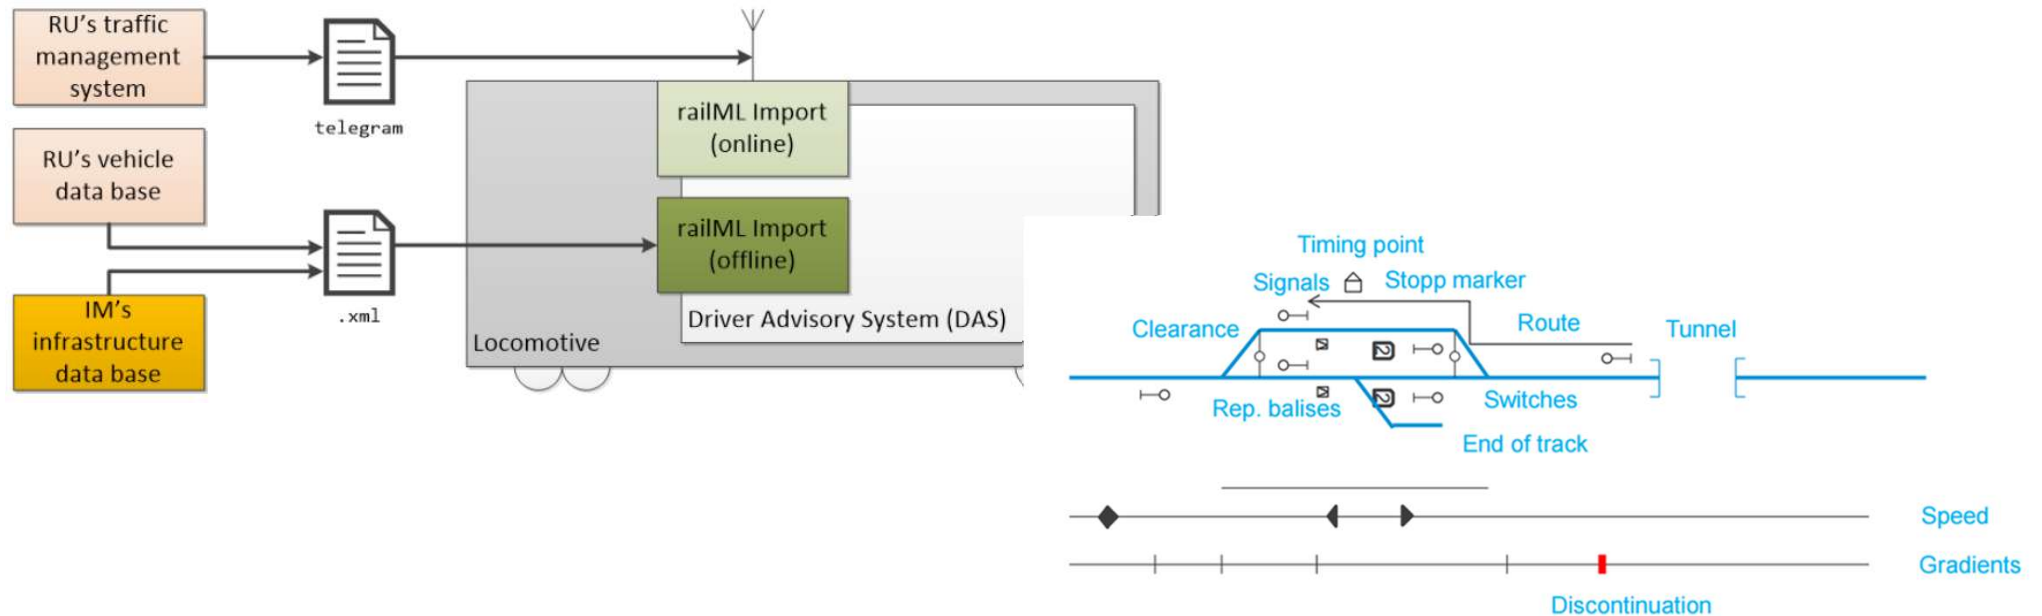 RU's traffic
management
system
telegram
railML Import
(online)
RU's vehicle
data base
railML Import
(offline)
.xml
IM's
infrastructure
data base
Driver Advisory System (DAS)
Locomotive
Timing point
Signals
Stopp marker
Clearance
Route
Tunnel
2
Rep. balises
2
Switches
End of track
Speed
Gradients
Discontinuation